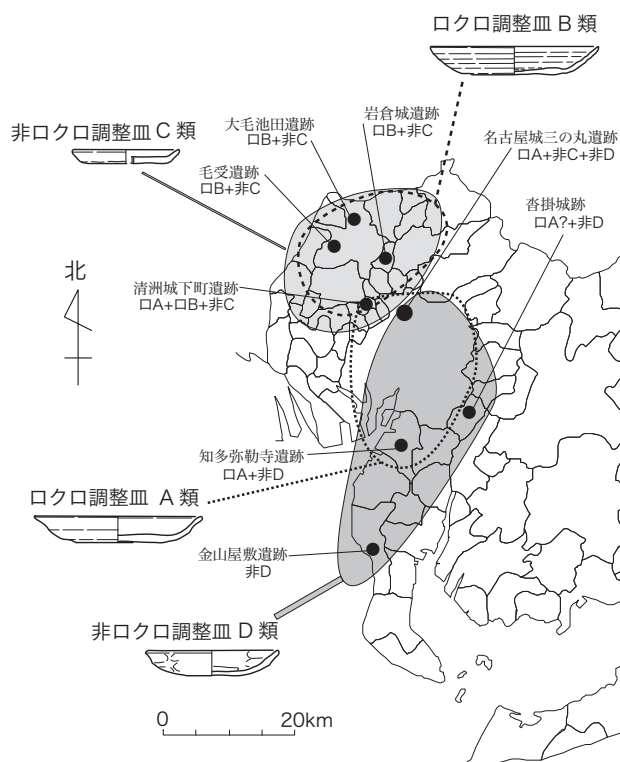 ロクロ調整皿 B 類
大毛池田遺跡
ロB+非C
岩倉城遺跡
ロB+非C
非ロクロ調整皿 C 類
名古屋城三の丸遺跡
ロA+非C+非D
毛受遺跡
ロB+非C
沓掛城跡
ロA?+非D
北
清洲城下町遺跡
ロA+ロB+非C
知多弥勒寺遺跡
ロA+非D
ロクロ調整皿 A 類
金山屋敷遺跡
非D
非ロクロ調整皿 D 類
0 20km